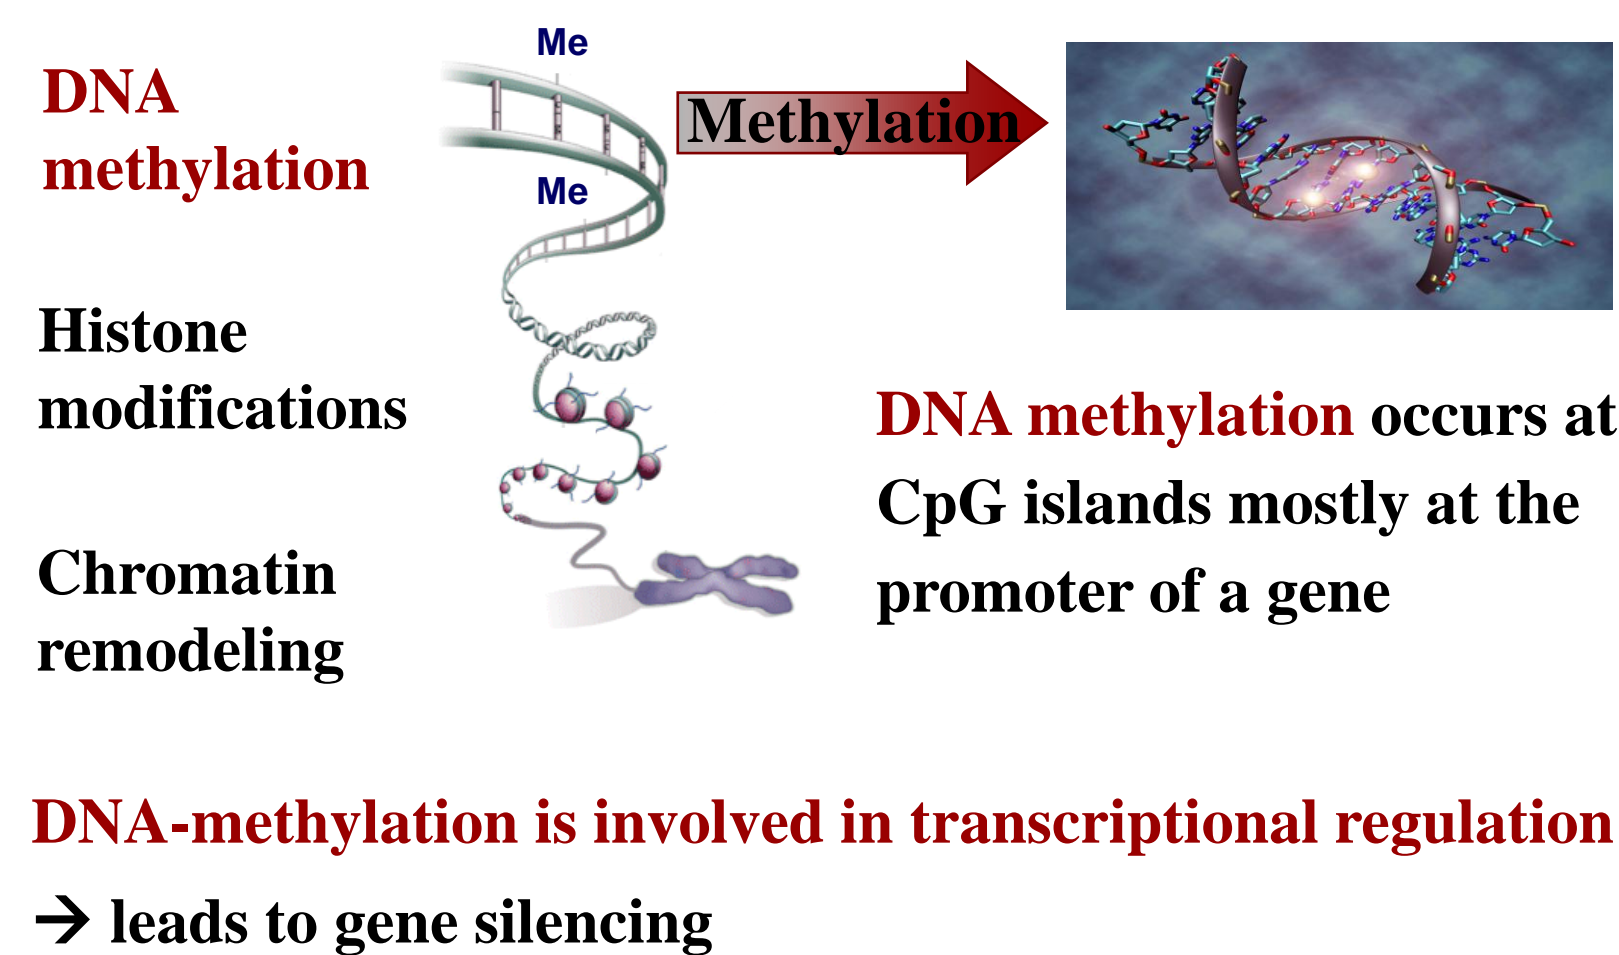 DNA
methylation
Me
Methylation
Me
Histone
modifications
DNA methylation occurs at
CpG islands mostly at the
promoter of a gene
Chromatin
remodeling
DNA-methylation is involved in transcriptional regulation
→ leads to gene silencing